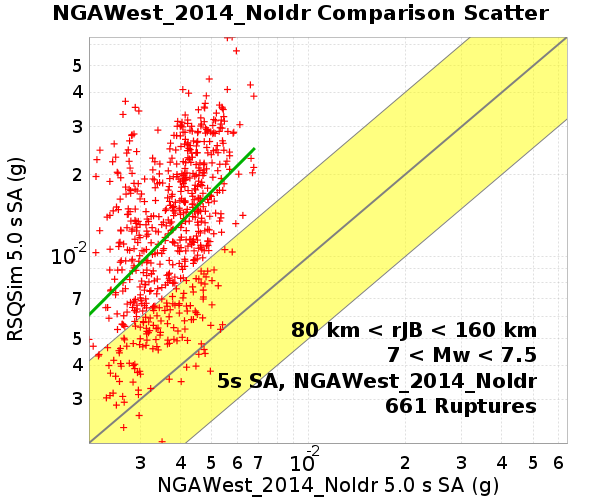 NGAWest_2014_NoIdr Comparison Scatter
RSQSim 5.0 s SA (g)
5
4
3
2
10-2
7
5
4
3
80 km < rJB < 160 km
7 < Mw < 7.5
5s SA, NGAWest_2014_NoIdr
661 Ruptures
3 4 5 6 7 10-2 2 3 4 5 6
NGAWest_2014_NoIdr 5.0 s SA (g)